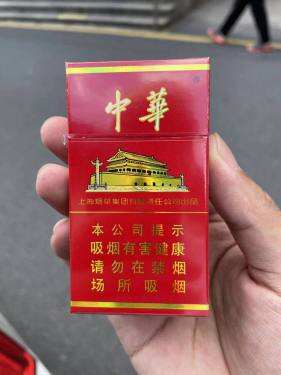 中華
上海烟草集团有限责任公司出品
本公司提示
吸烟有害健康
请勿在禁烟
场所吸烟